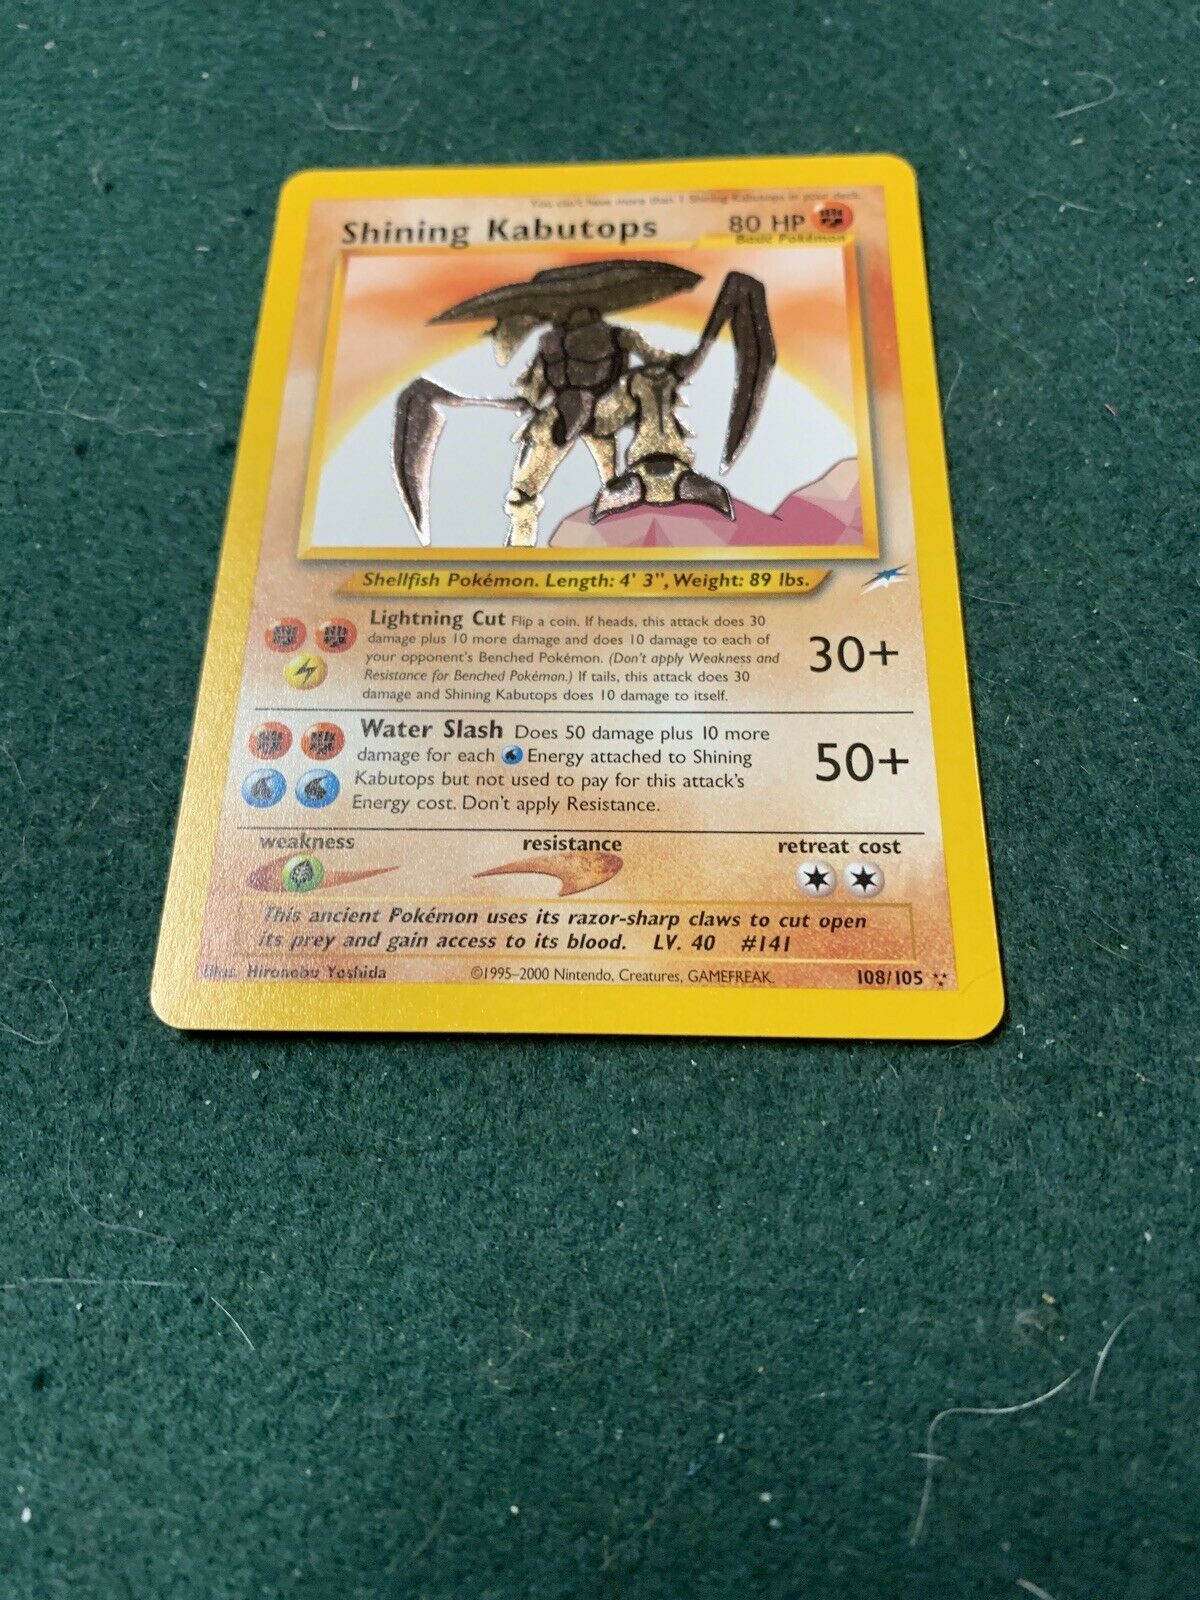 You can't have more than 1 Shining Kabutops in your deck.
Shining Kabutops
80 HP
Basic Pokémon
Shellfish Pokémon. Length: 4' 3", Weight: 89 lbs.
Lightning Cut Flip a coin. If heads, this attack does 30
damage plus 10 more damage and does 10 damage to each of
your opponent's Benched Pokémon. (Don't apply Weakness and
Resistance for Benched Pokémon.) If tails, this attack does 30
damage and Shining Kabutops does 10 damage to itself.
30+
Water Slash Does 50 damage plus 10 more
damage for each Energy attached to Shining
Kabutops but not used to pay for this attack's
Energy cost. Don't apply Resistance.
50+
weakness
resistance
retreat cost
This ancient Pokémon uses its razor-sharp claws to cut open
its prey and gain access to its blood. LV. 40 #141
Illus. Hironobu Yoshida
©1995-2000 Nintendo, Creatures, GAMEFREAK.
108/105